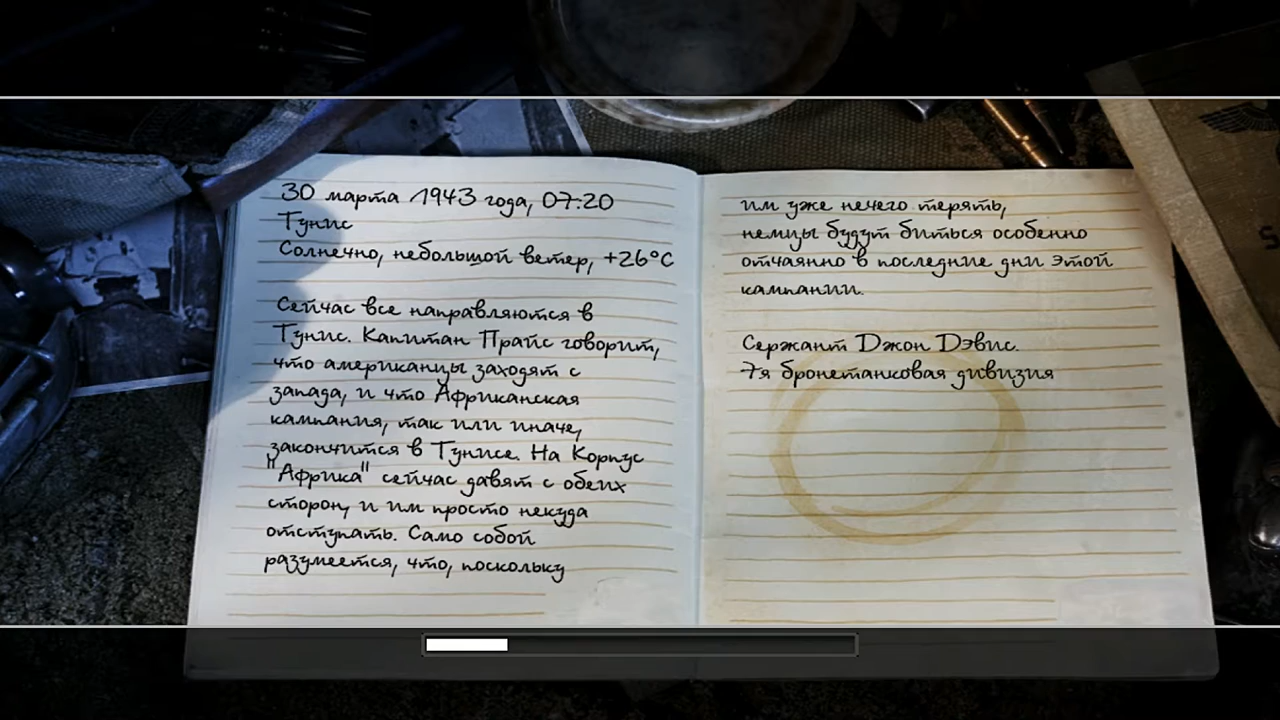 30 марта 1943 года, 07:20
Тунис
Солнечно, небольшой ветер, +26°C
Сейчас все направляются в
Тунис. Капитан Прайс говорит,
что американцы заходят с
запада, и что Африканская
кампания, так или иначе,
закончится в Тунисе. На Корпус
"Африка" сейчас давят с обеих
сторон, и им просто некуда
отступать. Само собой
разумеется, что, поскольку
им уже нечего терять,
немцы будут биться особенно
отчаянно в последние дни этой
кампании.
Сержант Джон Дэвис.
7я бронетанковая дивизия